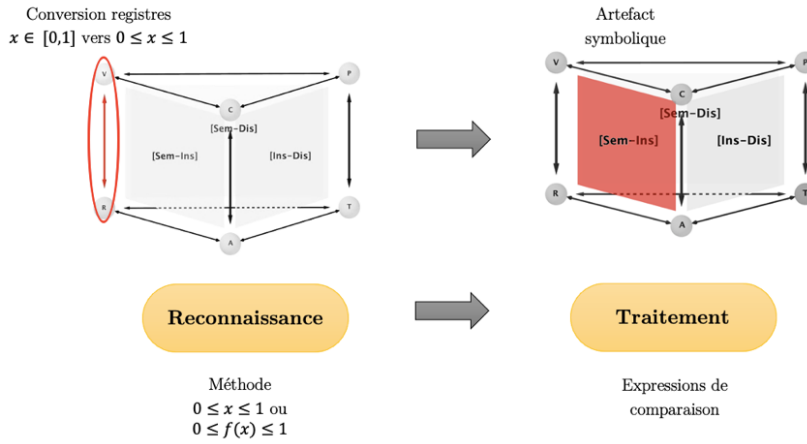 Conversion registres
x ∈ [0,1] vers 0 ≤ x ≤ 1
V
P
C
[Sem-Dis]
[Sem-Ins]
[Ins-Dis]
R
T
A
Reconnaissance
Méthode
0 ≤ x ≤ 1 ou
0 ≤ f(x) ≤ 1
Artefact
symbolique
V
P
C
[Sem-Dis]
[Sem-Ins]
[Ins-Dis]
R
T
A
Traitement
Expressions de
comparaison